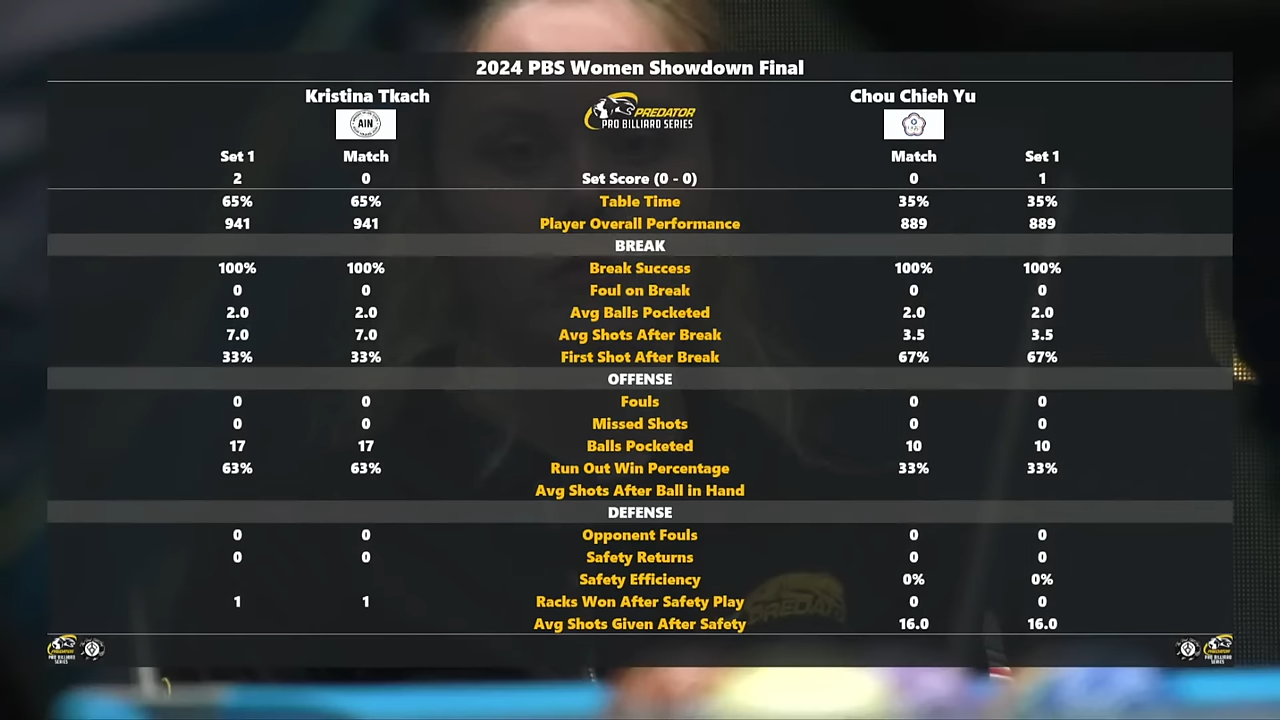 2024 PBS Women Showdown Final
Kristina Tkach Chou Chieh Yu
AIN PREDATOR
PRO BILLIARD SERIES
Set 1 Match Match Set 1
2 0 Set Score (0 - 0) 0 1
65% 65% Table Time 35% 35%
941 941 Player Overall Performance 889 889
BREAK
100% 100% Break Success 100% 100%
0 0 Foul on Break 0 0
2.0 2.0 Avg Balls Pocketed 2.0 2.0
7.0 7.0 Avg Shots After Break 3.5 3.5
33% 33% First Shot After Break 67% 67%
OFFENSE
0 0 Fouls 0 0
0 0 Missed Shots 0 0
17 17 Balls Pocketed 10 10
63% 63% Run Out Win Percentage 33% 33%
Avg Shots After Ball in Hand
DEFENSE
0 0 Opponent Fouls 0 0
0 0 Safety Returns 0 0
Safety Efficiency 0% 0%
1 1 Racks Won After Safety Play 0 0
PREDATOR
Avg Shots Given After Safety 16.0 16.0
PRO BILLIARD SERIES PRO BILLIARD SERIES